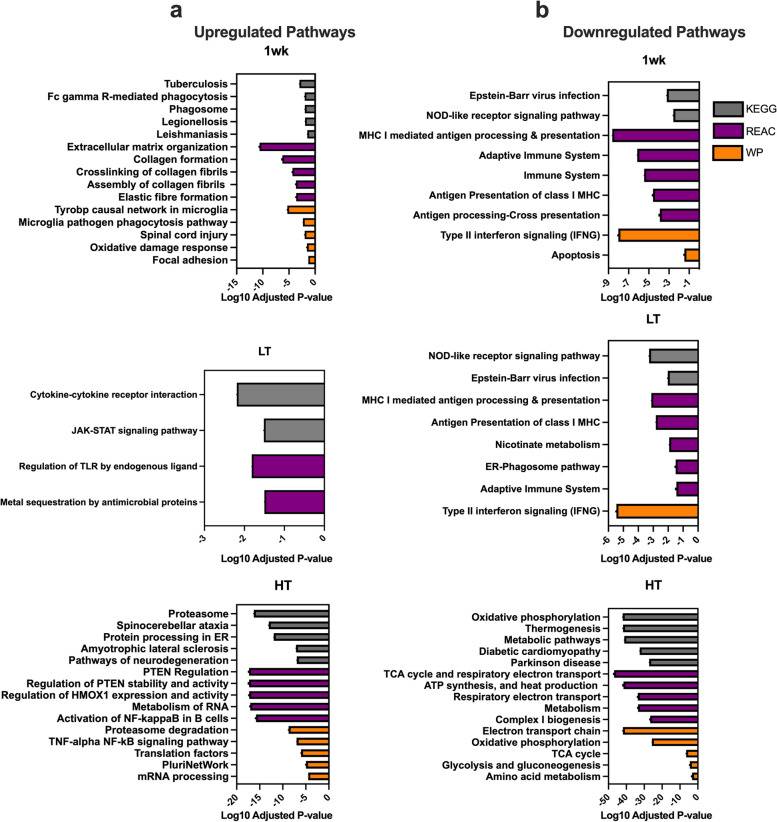 a
Upregulated Pathways
1wk
Tuberculosis
Fc gamma R-mediated phagocytosis
Phagosome
Legionellosis
Leishmaniasis
Extracellular matrix organization
Collagen formation
Crosslinking of collagen fibrils
Assembly of collagen fibrils
Elastic fibre formation
Tyrobp causal network in microglia
Microglia pathogen phagocytosis pathway
Spinal cord injury
Oxidative damage response
Focal adhesion
-15 -10 -5 0
Log10 Adjusted P-value
LT
Cytokine-cytokine receptor interaction
JAK-STAT signaling pathway
Regulation of TLR by endogenous ligand
Metal sequestration by antimicrobial proteins
-3 -2 -1 0
Log10 Adjusted P-value
HT
Proteasome
Spinocerebellar ataxia
Protein processing in ER
Amyotrophic lateral sclerosis
Pathways of neurodegeneration
PTEN Regulation
Regulation of PTEN stability and activity
Regulation of HMOX1 expression and activity
Metabolism of RNA
Activation of NF-kappaB in B cells
Proteasome degradation
TNF-alpha NF-kB signaling pathway
Translation factors
PluriNetWork
mRNA processing
-20 -15 -10 -5 0
Log10 Adjusted P-value
b
Downregulated Pathways
1wk
Epstein-Barr virus infection
NOD-like receptor signaling pathway
MHC I mediated antigen processing & presentation
Adaptive Immune System
Immune System
Antigen Presentation of class I MHC
Antigen processing-Cross presentation
Type II interferon signaling (IFNG)
Apoptosis
-9 -7 -5 -3 -1
Log10 Adjusted P-value
KEGG
REAC
WP
LT
NOD-like receptor signaling pathway
Epstein-Barr virus infection
MHC I mediated antigen processing & presentation
Antigen Presentation of class I MHC
Nicotinate metabolism
ER-Phagosome pathway
Adaptive Immune System
Type II interferon signaling (IFNG)
-6 -5 -4 -3 -2 -1 0
Log10 Adjusted P-value
HT
Oxidative phosphorylation
Thermogenesis
Metabolic pathways
Diabetic cardiomyopathy
Parkinson disease
TCA cycle and respiratory electron transport
ATP synthesis, and heat production
Respiratory electron transport
Metabolism
Complex I biogenesis
Electron transport chain
Oxidative phosphorylation
TCA cycle
Glycolysis and gluconeogenesis
Amino acid metabolism
-50 -40 -30 -20 -10 0
Log10 Adjusted P-value